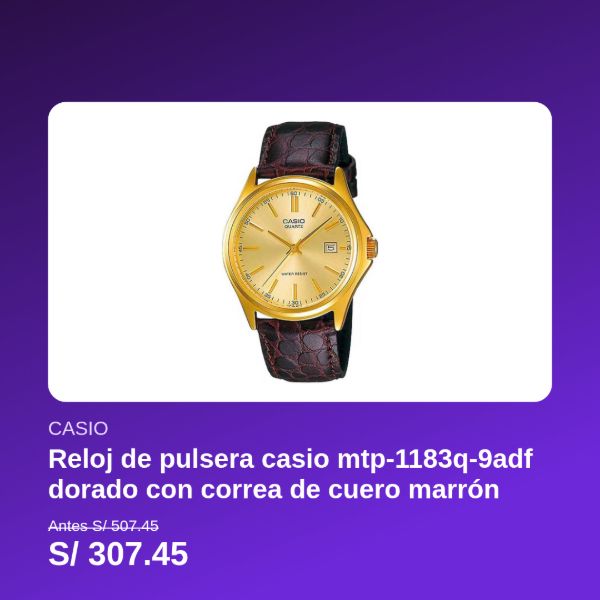 CASIO
QUARTZ
WATER RESIST
CASIO
Reloj de pulsera casio mtp-1183q-9adf
dorado con correa de cuero marrón
Antes S/ 507.45
S/ 307.45